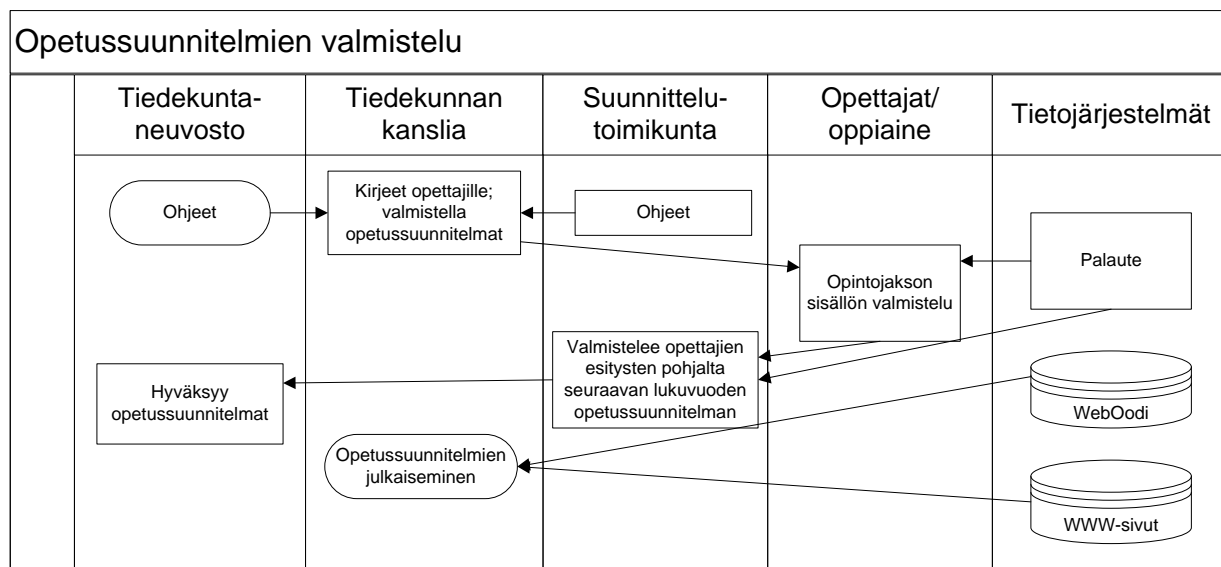 Opetussuunnitelmien valmistelu
Tiedekunta-
neuvosto
Tiedekunnan
kanslia
Suunnittelu-
toimikunta
Opettajat/
oppiaine
Tietojärjestelmät
Ohjeet
Kirjeet opettajille;
valmistella
opetussuunnitelmat
Ohjeet
Opintojakson
sisällön valmistelu
Palaute
Hyväksyy
opetussuunnitelmat
Valmistelee opettajien
esitysten pohjalta
seuraavan lukuvuoden
opetussuunnitelman
WebOodi
Opetussuunnitelmien
julkaiseminen
WWW-sivut